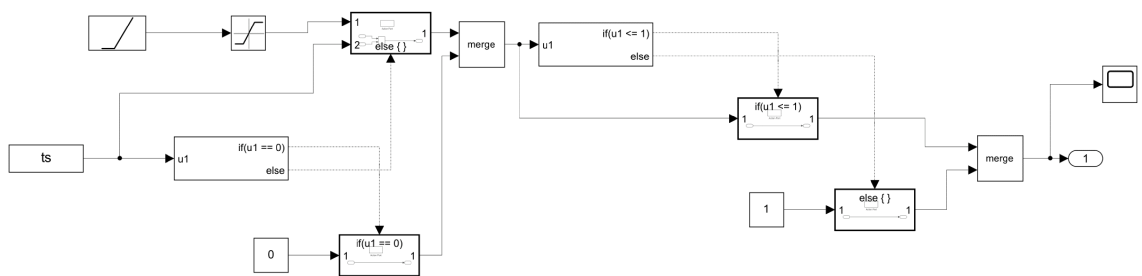 1
2
else { }
1
merge
u1
if(u1 <= 1)
else
if(u1 <= 1)
1
1
ts
u1
if(u1 == 0)
else
merge
1
1
else { }
1
1
0
if(u1 == 0)
1
1